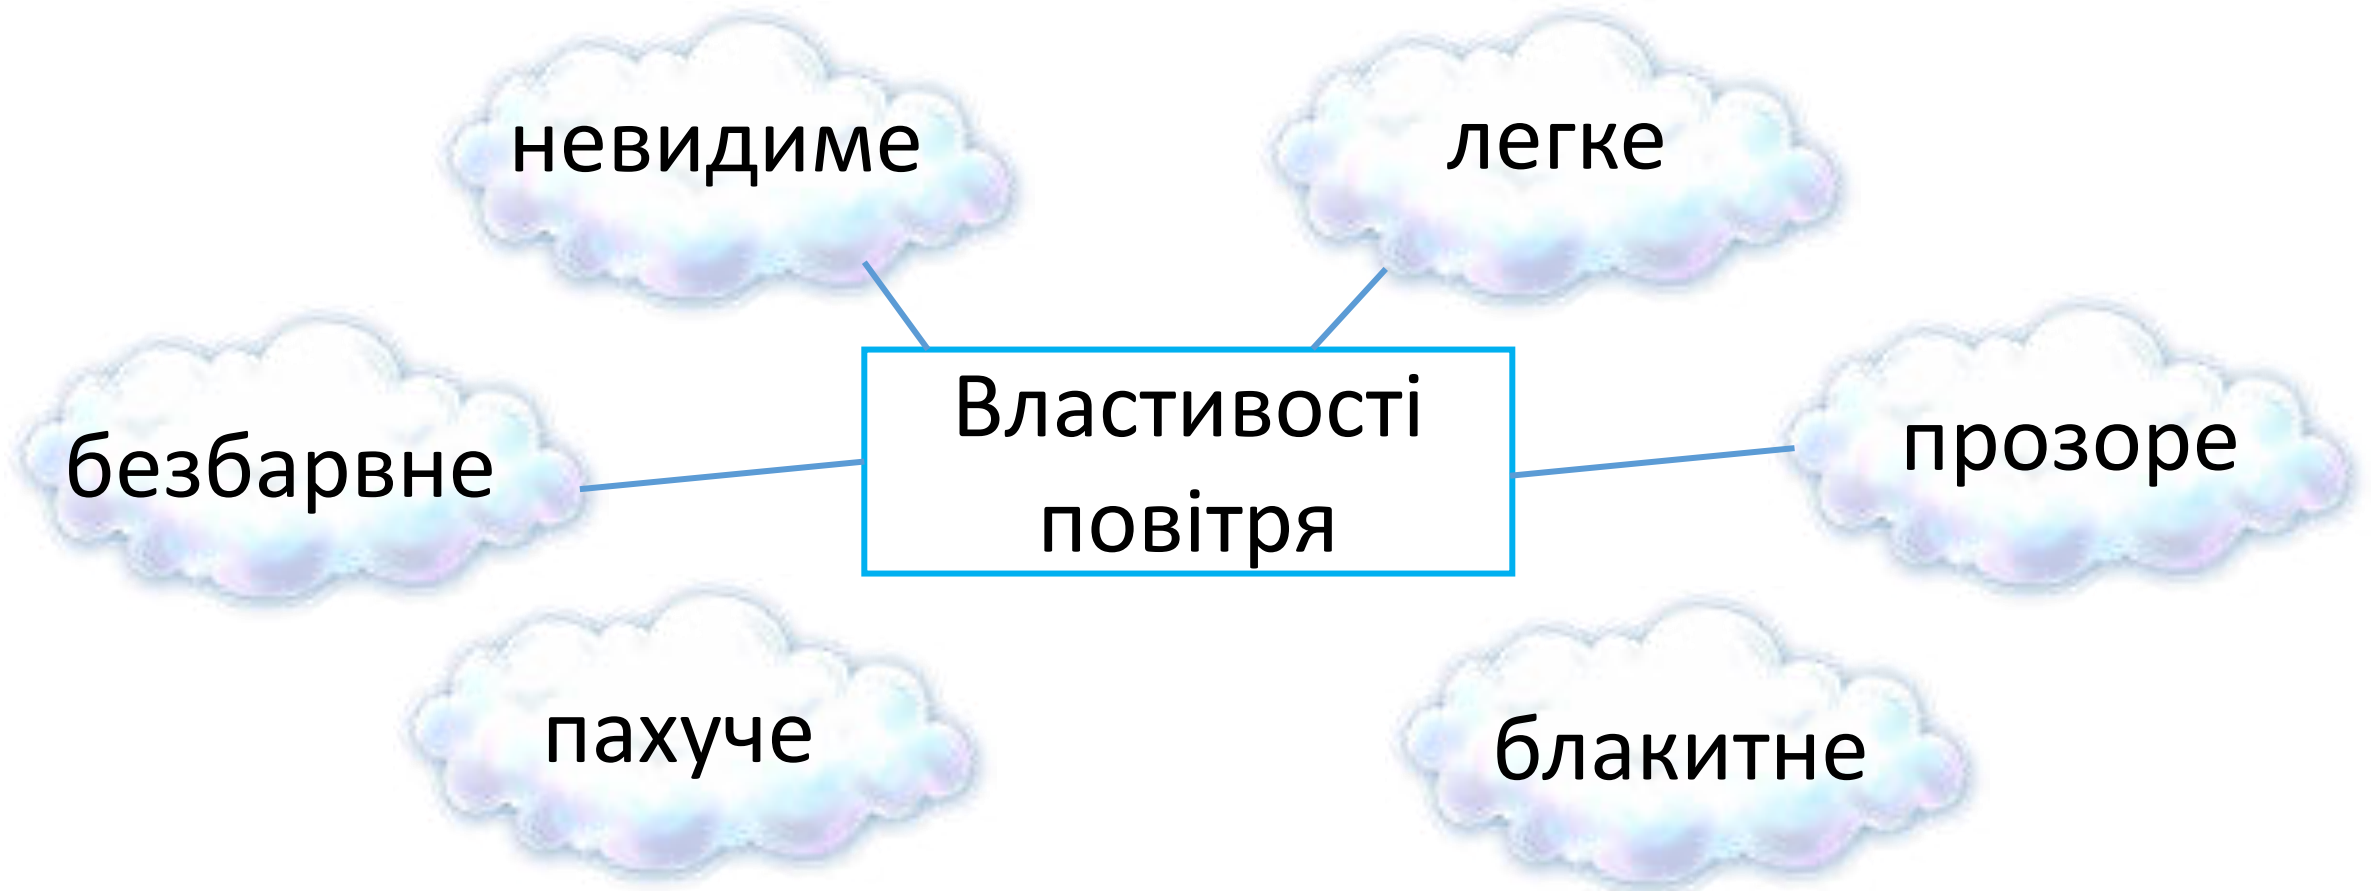 невидиме
легке
безбарвне
Властивості
повітря
прозоре
пахуче
блакитне